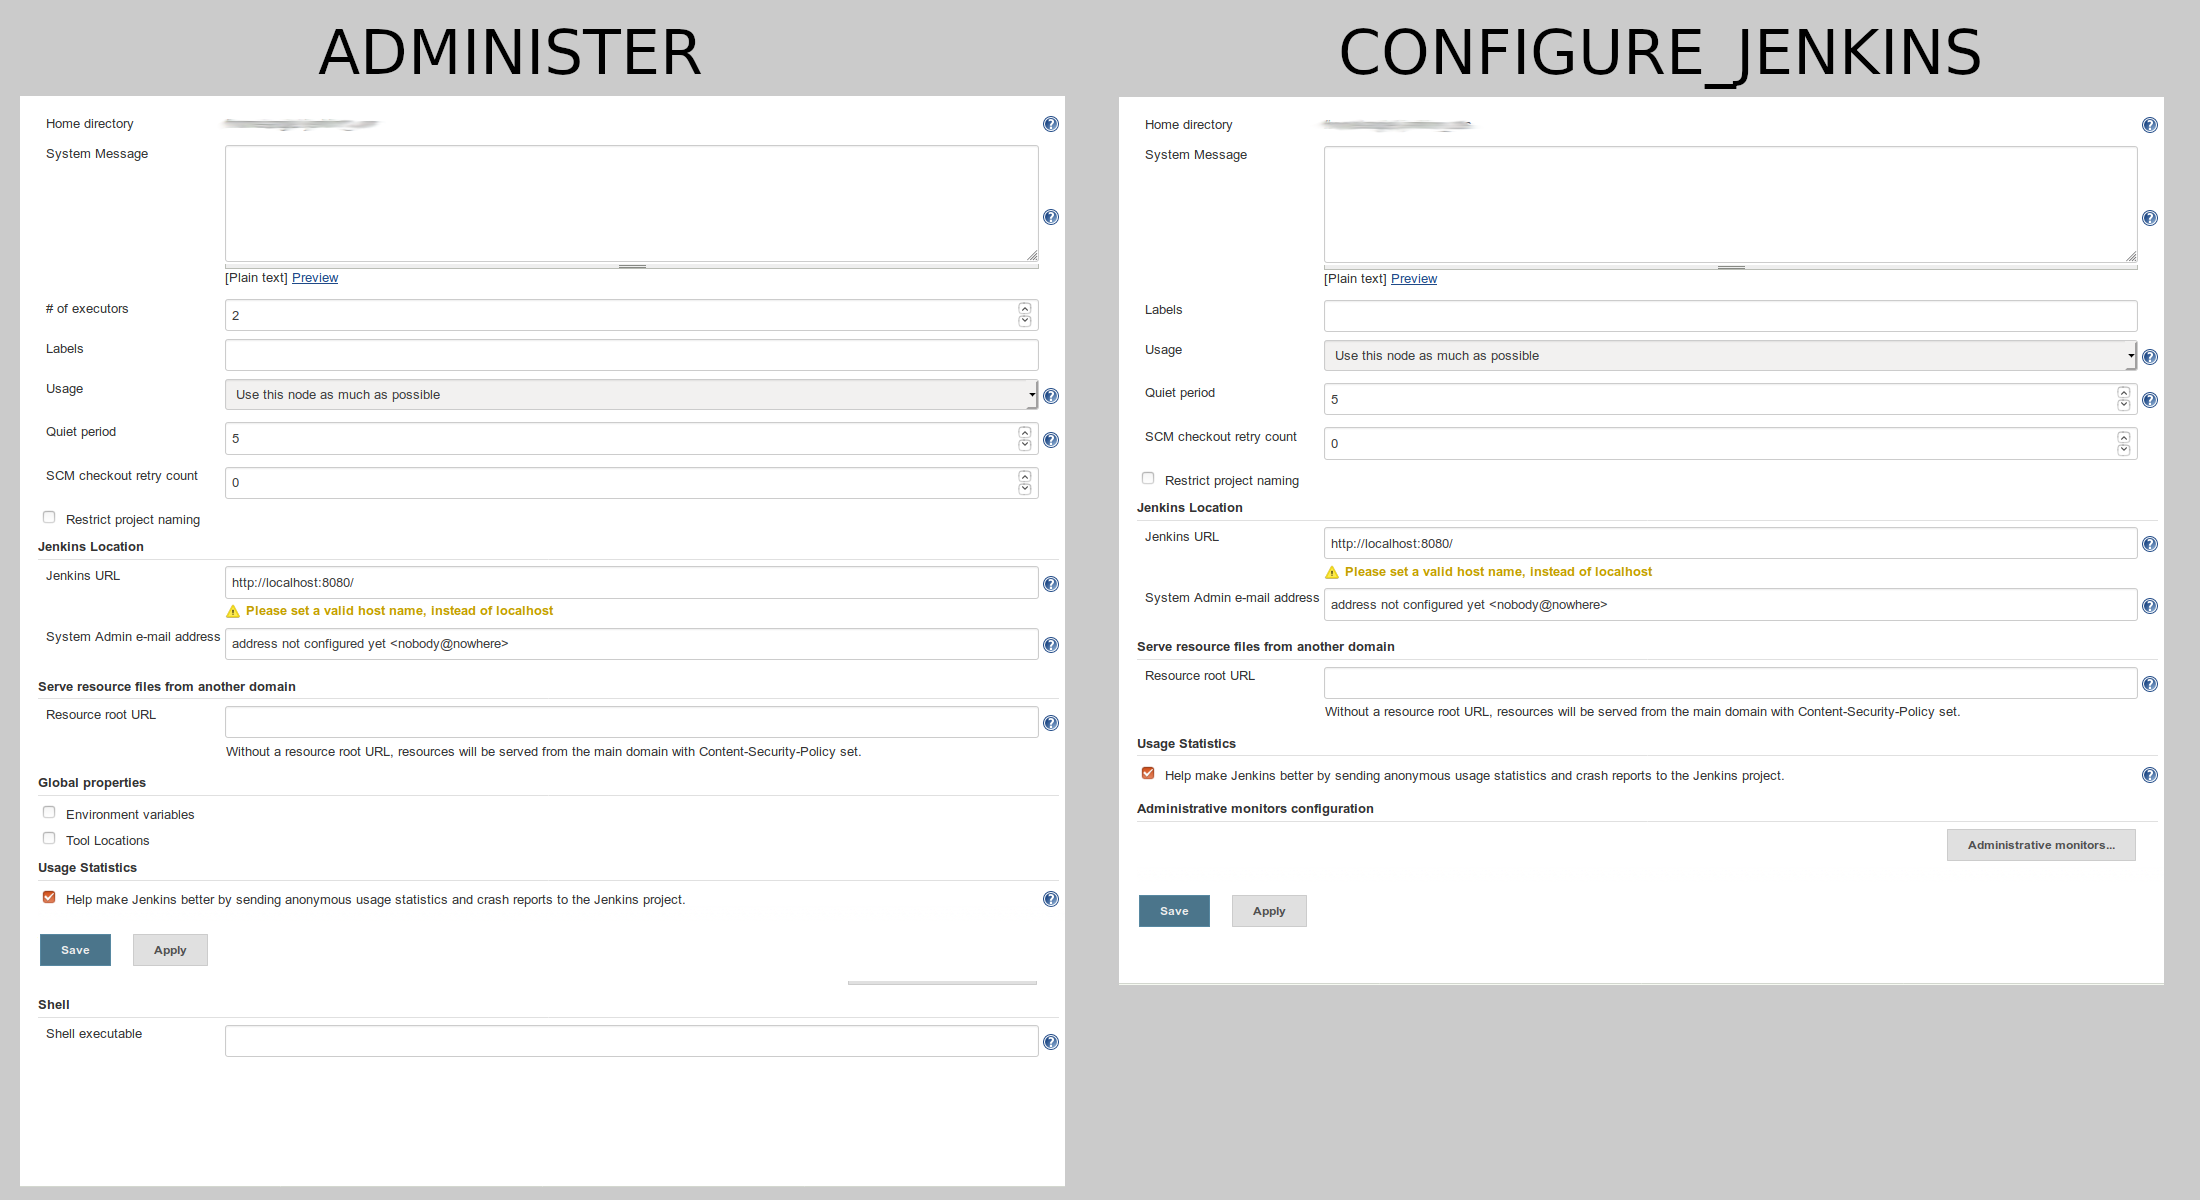 ADMINISTER
Home directory
System Message
[Plain text] Preview
# of executors
2
Labels
Usage
Use this node as much as possible
Quiet period
5
SCM checkout retry count
0
Restrict project naming
Jenkins Location
Jenkins URL
http://localhost:8080/
Please set a valid host name, instead of localhost
System Admin e-mail address
address not configured yet <nobody@nowhere>
Serve resource files from another domain
Resource root URL
Without a resource root URL, resources will be served from the main domain with Content-Security-Policy set.
Global properties
Environment variables
Tool Locations
Usage Statistics
Help make Jenkins better by sending anonymous usage statistics and crash reports to the Jenkins project.
Save
Apply
Shell
Shell executable
CONFIGURE_JENKINS
Home directory
System Message
[Plain text] Preview
Labels
Usage
Use this node as much as possible
Quiet period
5
SCM checkout retry count
0
Restrict project naming
Jenkins Location
Jenkins URL
http://localhost:8080/
Please set a valid host name, instead of localhost
System Admin e-mail address
address not configured yet <nobody@nowhere>
Serve resource files from another domain
Resource root URL
Without a resource root URL, resources will be served from the main domain with Content-Security-Policy set.
Usage Statistics
Help make Jenkins better by sending anonymous usage statistics and crash reports to the Jenkins project.
Administrative monitors configuration
Administrative monitors...
Save
Apply